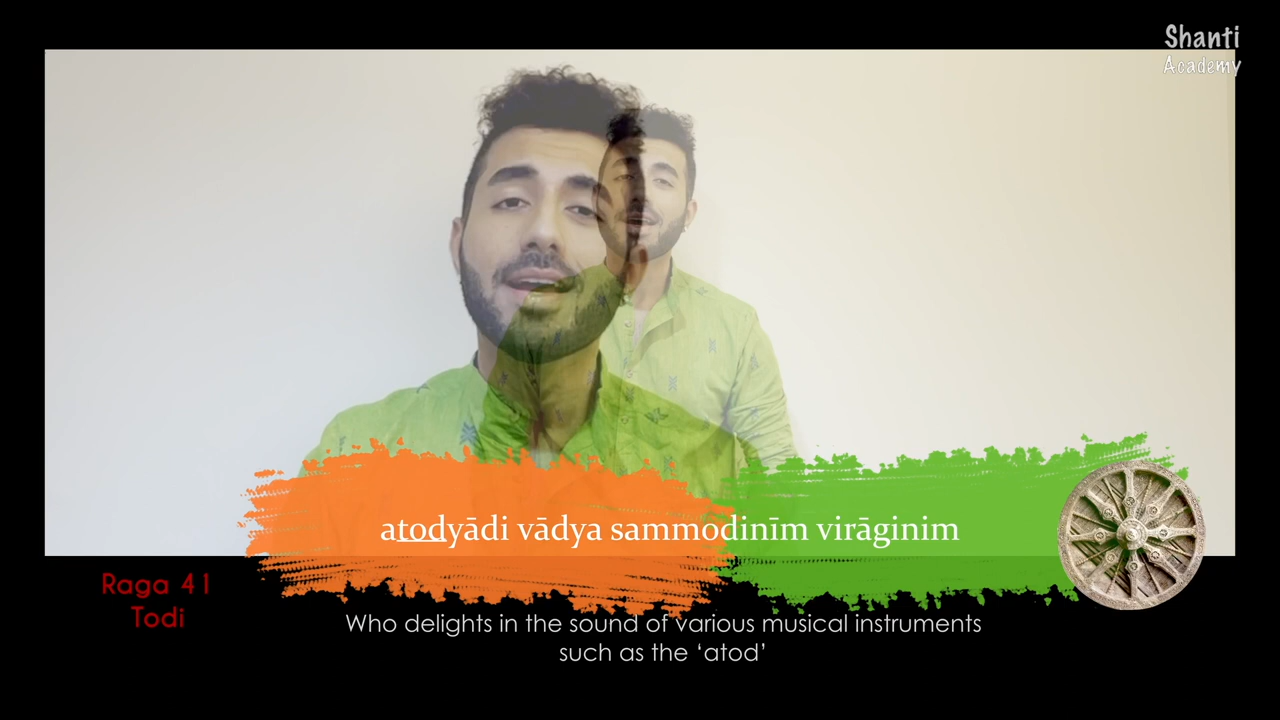 Shanti
Academy
atodyādi vādya sammodinīm virāginim
Raga 41
Todi
Who delights in the sound of various musical instruments
such as the ‘atod’